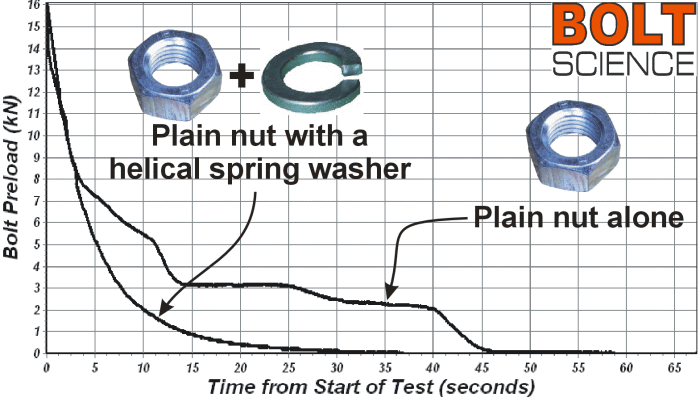 BOLT
SCIENCE
Plain nut with a
helical spring washer
Plain nut alone
Bolt Preload (kN)
16
15
14
13
12
11
10
9
8
7
6
5
4
3
2
1
0
0 5 10 15 20 25 30 35 40 45 50 55 60 65
Time from Start of Test (seconds)